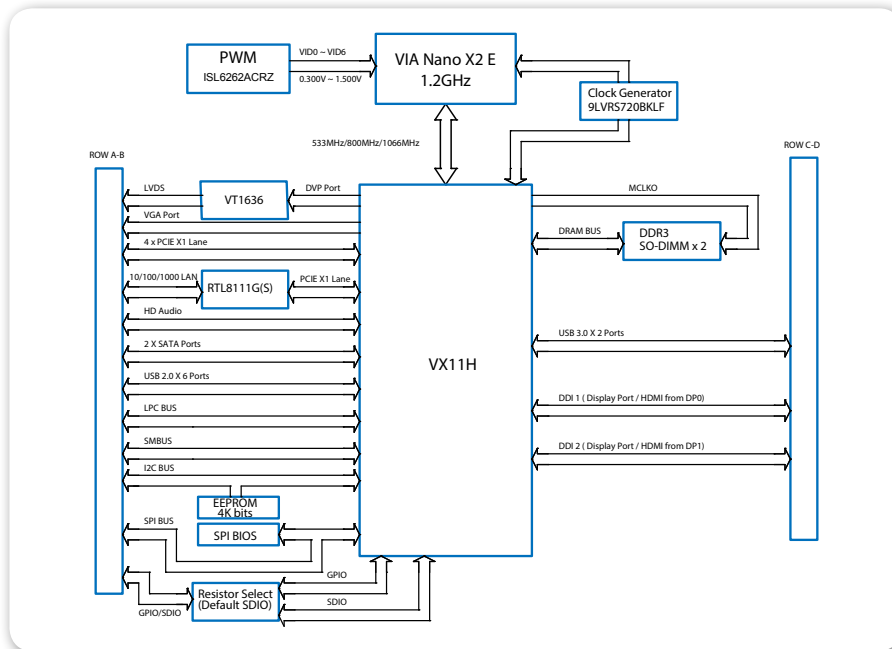 PWM
ISL6262ACRZ
VID0 ~ VID6
0.300V ~ 1.500V
VIA Nano X2 E
1.2GHz
Clock Generator
9LVRS720BKLF
533MHz/800MHz/1066MHz
ROW A-B
ROW C-D
LVDS
VT1636
DVP Port
MCLKO
VGA Port
DRAM BUS
DDR3
SO-DIMM x 2
4 x PCIE X1 Lane
10/100/1000 LAN
RTL8111G(S)
PCIE X1 Lane
HD Audio
USB 3.0 X 2 Ports
2 X SATA Ports
VX11H
USB 2.0 X 6 Ports
DDI 1 ( Display Port / HDMI from DP0)
LPC BUS
SMBUS
DDI 2 ( Display Port / HDMI from DP1)
I2C BUS
EEPROM
4K bits
SPI BUS
SPI BIOS
GPIO
Resistor Select
(Default SDIO)
SDIO
GPIO/SDIO